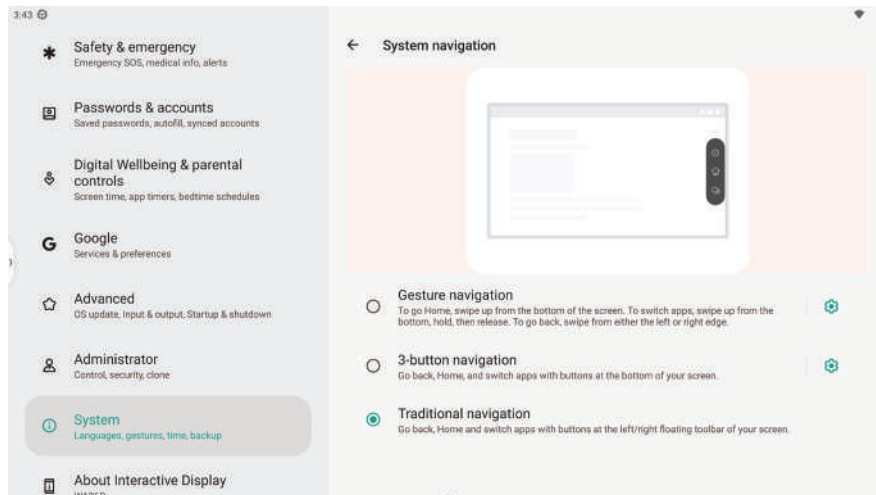 3:43
Safety & emergency
Emergency SOS, medical info, alerts
Passwords & accounts
Saved passwords, autofill, synced accounts
Digital Wellbeing & parental
controls
Screen time, app timers, bedtime schedules
Google
Services & preferences
Advanced
OS update, Input & output, Startup & shutdown
Administrator
Control, security, clone
System
Languages, gestures, time, backup
About Interactive Display
System navigation
Gesture navigation
To go Home, swipe up from the bottom of the screen. To switch apps, swipe up from the
bottom, hold, then release. To go back, swipe from either the left or right edge.
3-button navigation
Go back, Home, and switch apps with buttons at the bottom of your screen.
Traditional navigation
Go back, Home and switch apps with buttons at the left/right floating toolbar of your screen.